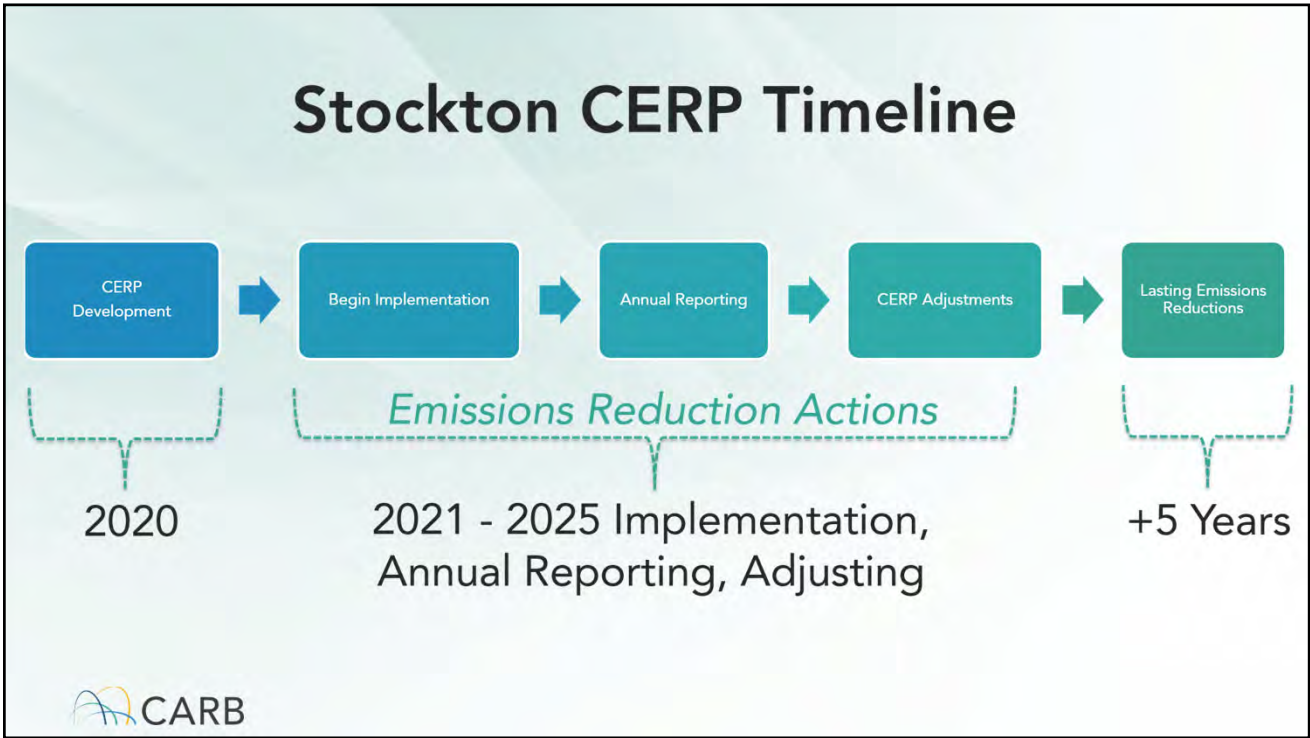 Stockton CERP Timeline
CERP
Development
Begin Implementation
Annual Reporting
CERP Adjustments
Lasting Emissions
Reductions
Emissions Reduction Actions
2020
2021 - 2025 Implementation,
Annual Reporting, Adjusting
+5 Years
CARB